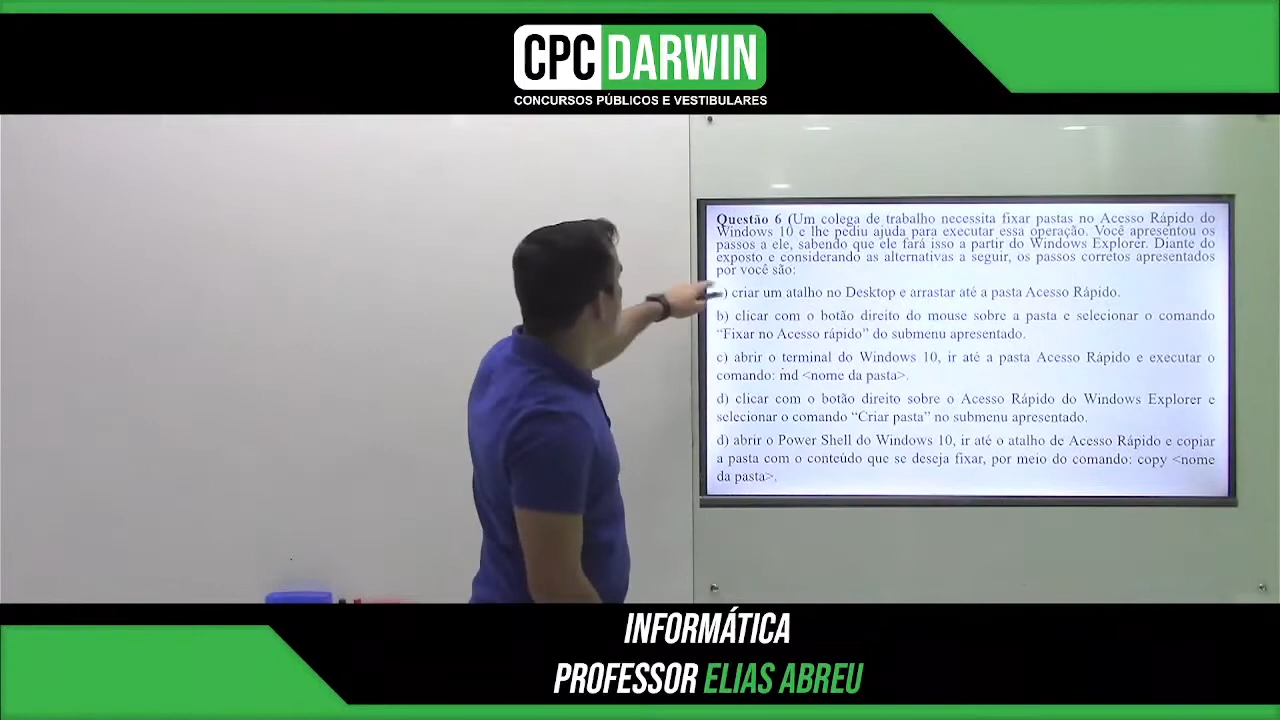 CPC DARWIN
CONCURSOS PÚBLICOS E VESTIBULARES
Questão 6 (Um colega de trabalho necessita fixar pastas no Acesso Rápido do
Windows 10 e lhe pediu ajuda para executar essa operação. Você apresentou os
passos a ele, sabendo que ele fará isso a partir do Windows Explorer. Diante do
exposto e considerando as alternativas a seguir, os passos corretos apresentados
por você são:
) criar um atalho no Desktop e arrastar até a pasta Acesso Rápido.
b) clicar com o botão direito do mouse sobre a pasta e selecionar o comando
“Fixar no Acesso rápido” do submenu apresentado.
c) abrir o terminal do Windows 10, ir até a pasta Acesso Rápido e executar o
comando: md <nome da pasta>.
d) clicar com o botão direito sobre o Acesso Rápido do Windows Explorer e
selecionar o comando “Criar pasta” no submenu apresentado.
d) abrir o Power Shell do Windows 10, ir até o atalho de Acesso Rápido e copiar
a pasta com o conteúdo que se deseja fixar, por meio do comando: copy <nome
da pasta>.
INFORMÁTICA
PROFESSOR ELIAS ABREU